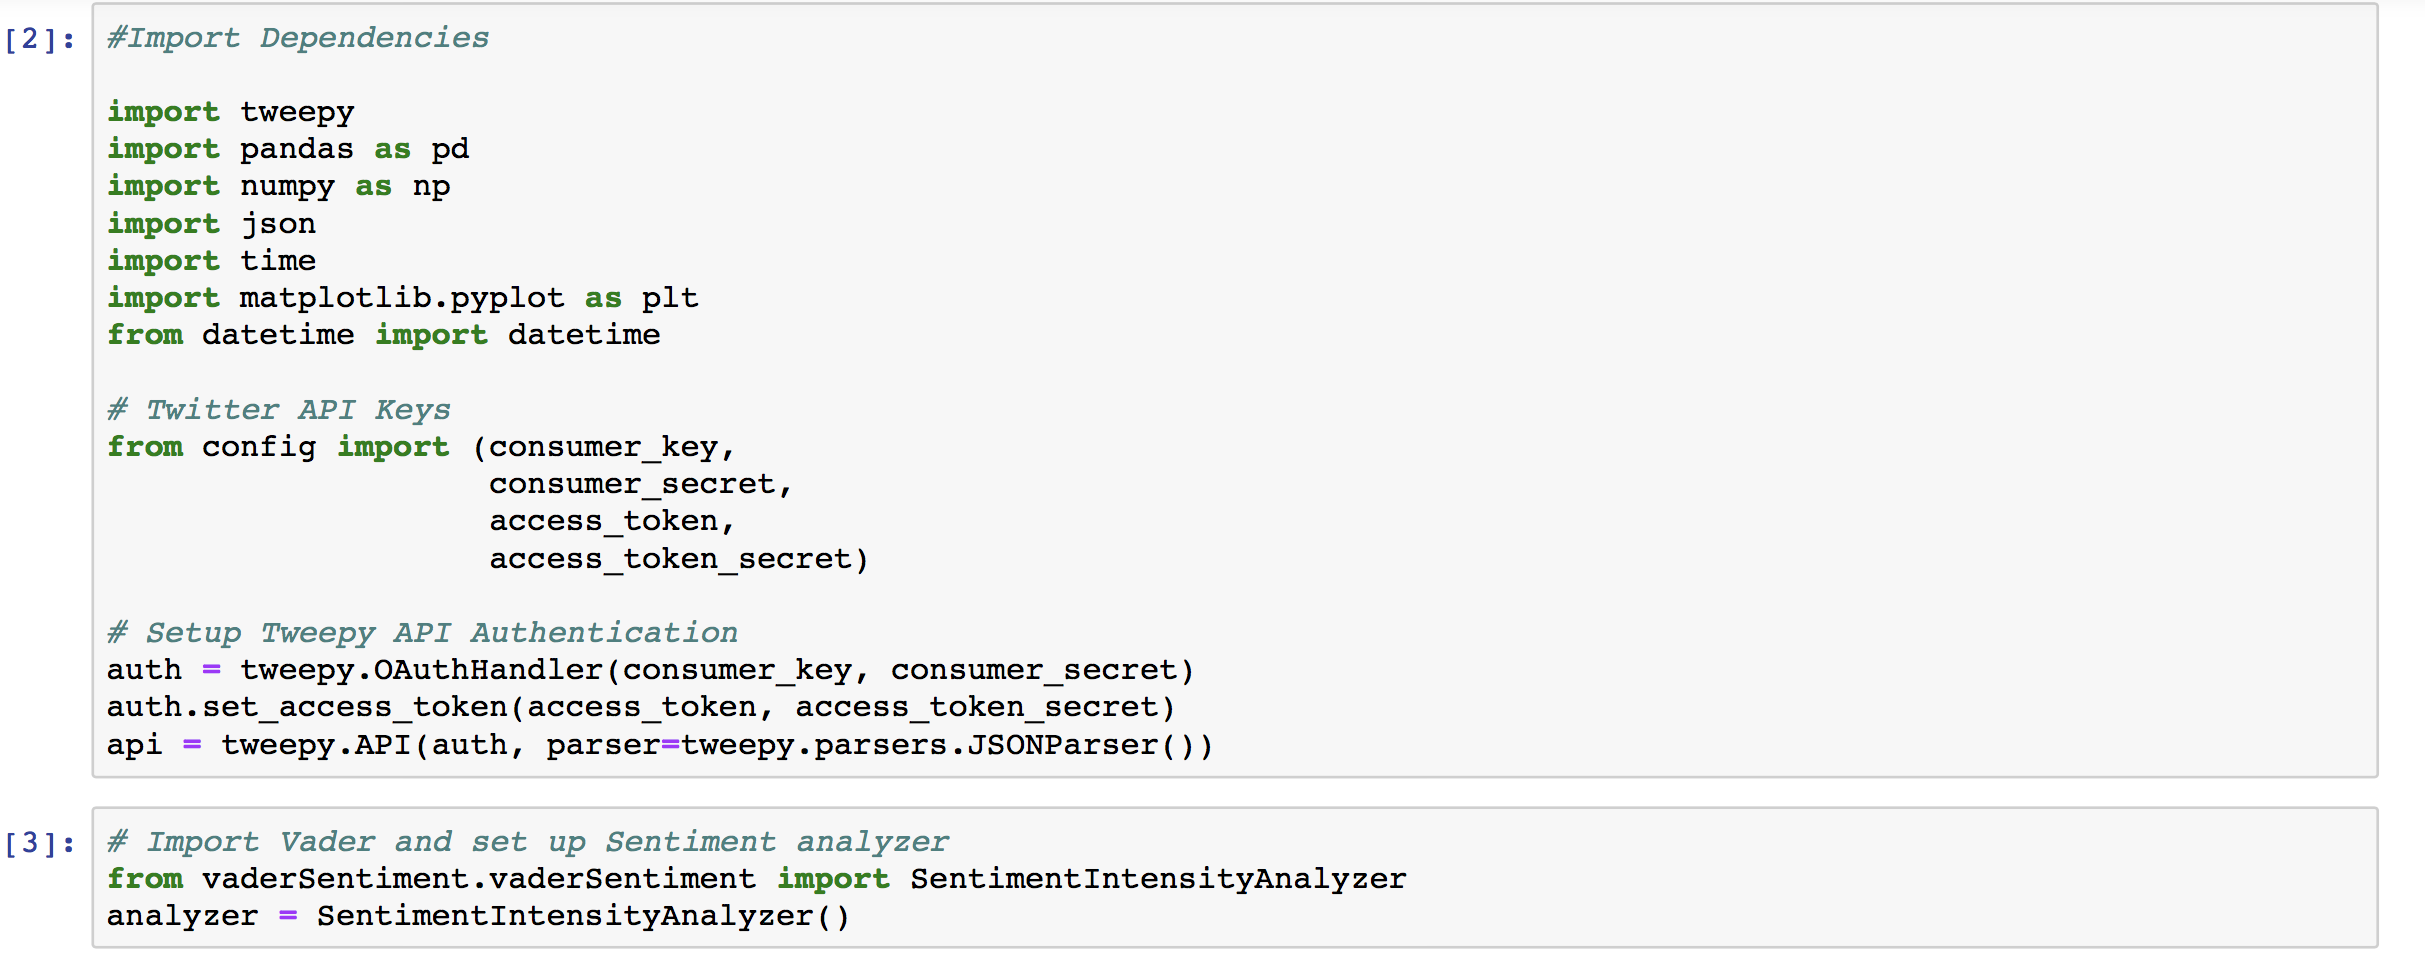 [2]:
#Import Dependencies
import tweepy
import pandas as pd
import numpy as np
import json
import time
import matplotlib.pyplot as plt
from datetime import datetime
# Twitter API Keys
from config import (consumer_key,
consumer_secret,
access_token,
access_token_secret)
# Setup Tweepy API Authentication
auth = tweepy.OAuthHandler(consumer_key, consumer_secret)
auth.set_access_token(access_token, access_token_secret)
api = tweepy.API(auth, parser=tweepy.parsers.JSONParser())
[3]:
# Import Vader and set up Sentiment analyzer
from vaderSentiment.vaderSentiment import SentimentIntensityAnalyzer
analyzer = SentimentIntensityAnalyzer()